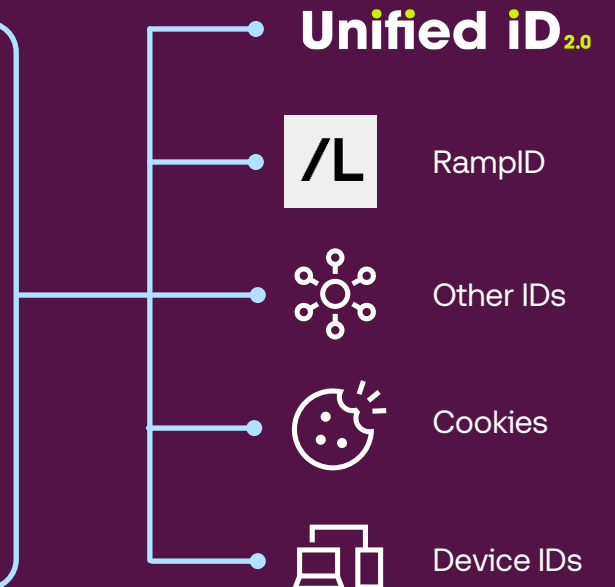 Unified iD 2.0
/L RampID
Other IDs
Cookies
Device IDs